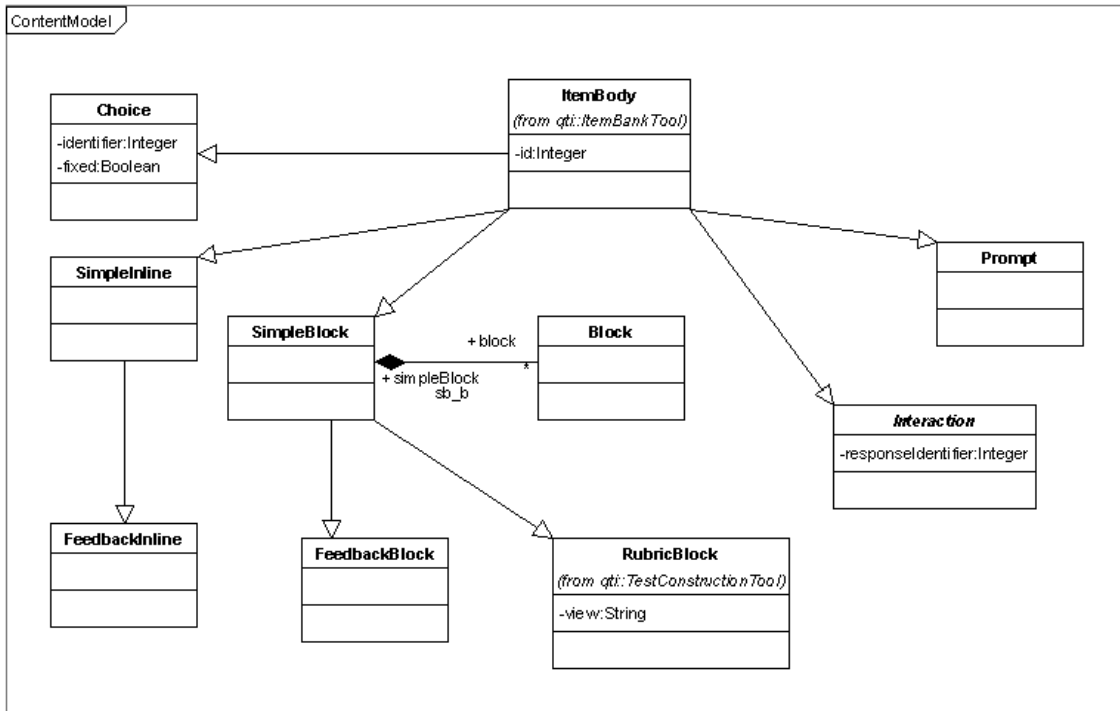 ContentModel
Choice
-identifier:Integer
-fixed:Boolean
ItemBody
(from qti::ItemBankTool)
-id:Integer
SimpleInline
Prompt
SimpleBlock
+ block
*
+ simpleBlock
sb_b
Block
Interaction
-responseIdentifier:Integer
FeedbackInline
FeedbackBlock
RubricBlock
(from qti::TestConstructionTool)
-view:String